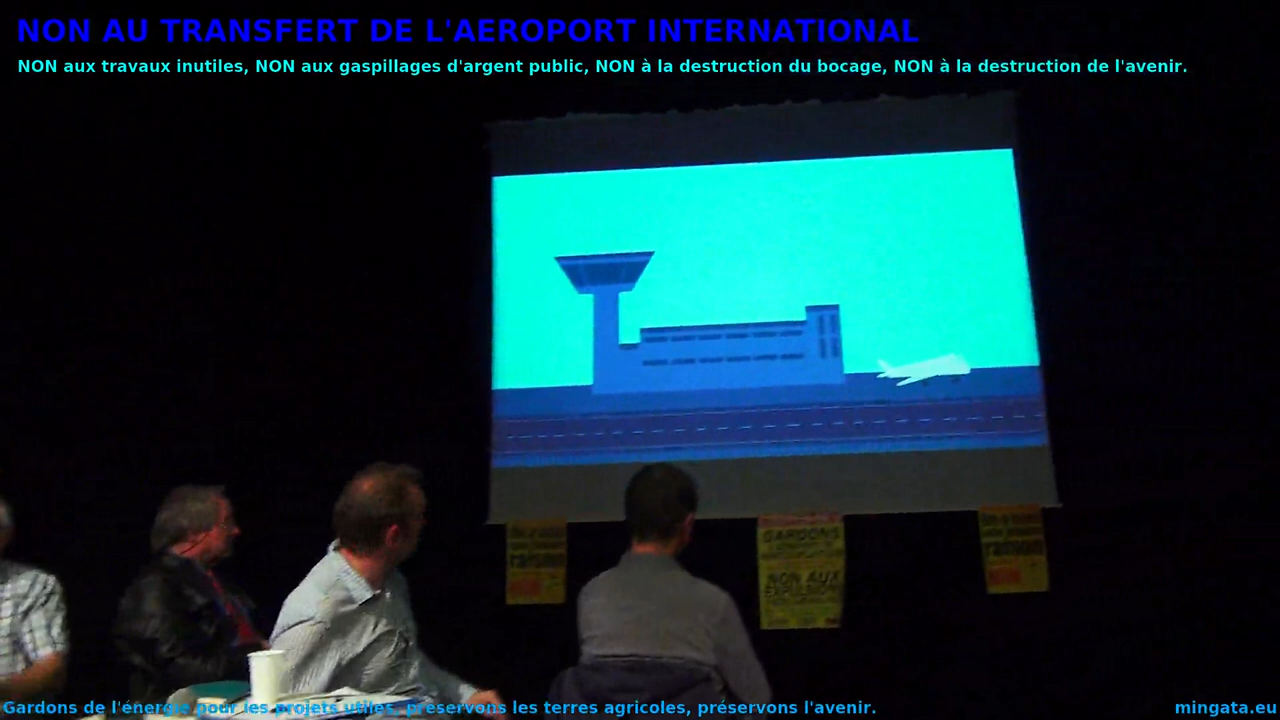 NON AU TRANSFERT DE L'AEROPORT INTERNATIONAL
NON aux travaux inutiles, NON aux gaspillages d'argent public, NON à la destruction du bocage, NON à la destruction de l'avenir.
GARDONS
NON AUX
EXPULSIONS
NON
NON
Gardons de l'énergie pour les projets utiles, préservons les terres agricoles, préservons l'avenir.
mingata.eu